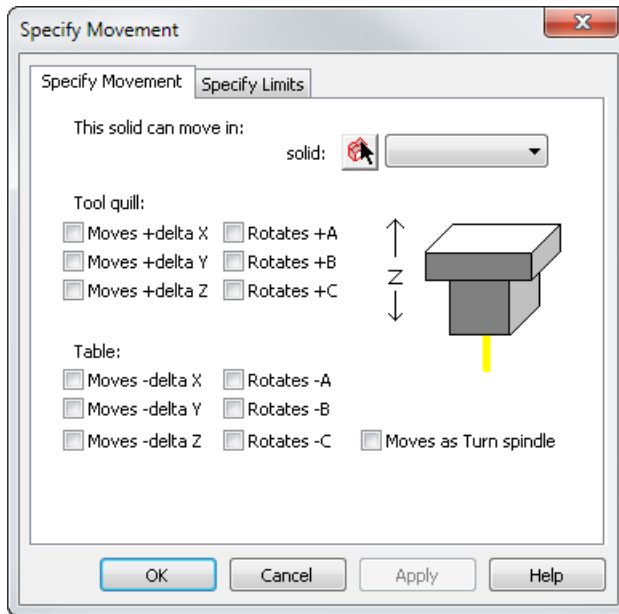 Specify Movement
Specify Movement Specify Limits
This solid can move in:
solid:
Tool quill:
Moves +delta X Rotates +A
Moves +delta Y Rotates +B
Moves +delta Z Rotates +C
Z
Table:
Moves -delta X Rotates -A
Moves -delta Y Rotates -B
Moves -delta Z Rotates -C Moves as Turn spindle
OK Cancel Apply Help